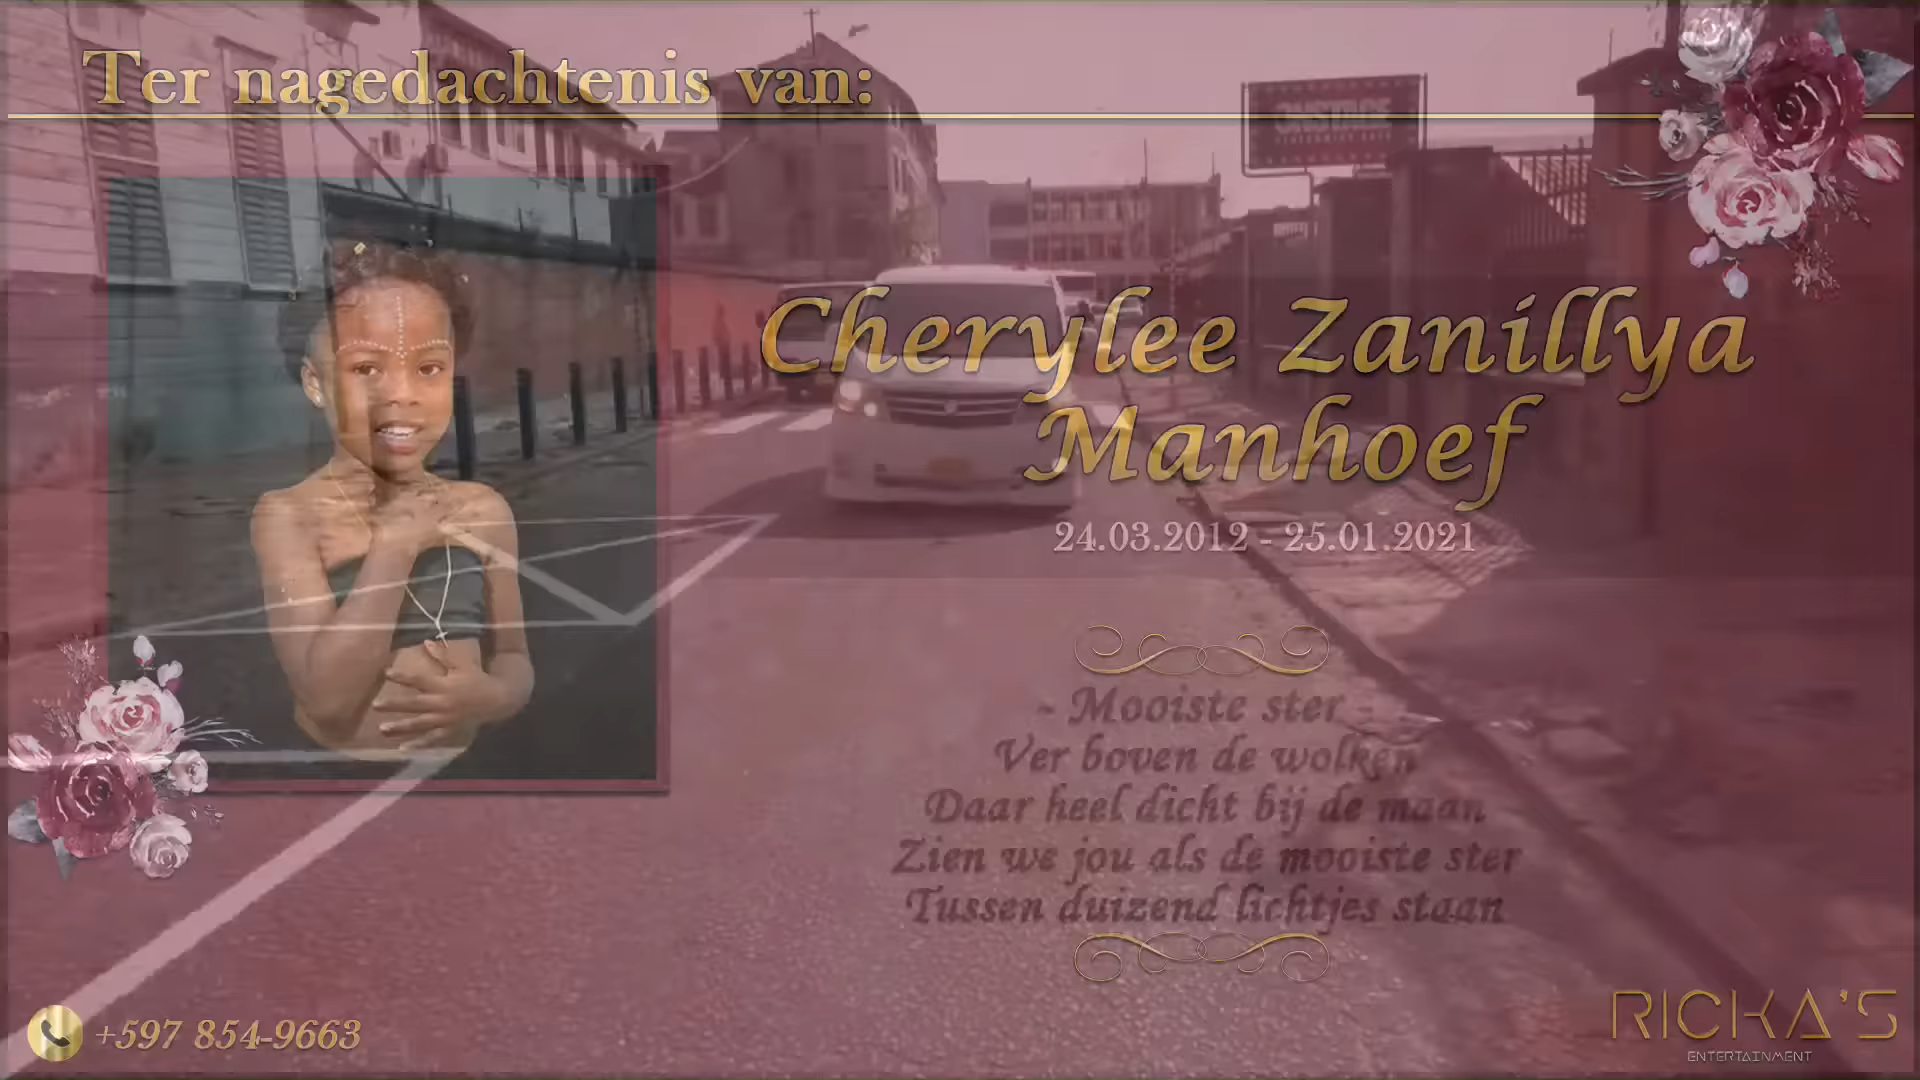 Ter nagedachtenis van:
ONSTAGE
Cherylee Zanillya
Manhoef
24.03.2012 - 25.01.2021
- Mooiste ster -
Ver boven de wolken
Daar heel dicht bij de maan
Zien we jou als de mooiste ster
Tussen duizend lichtjes staan
+597 854-9663
RICKA'S
ENTERTAINMENT